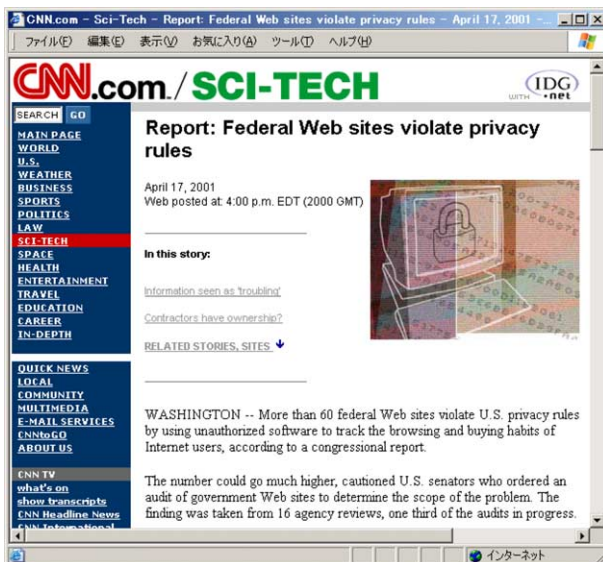 CNN.com - Sci-Tech - Report: Federal Web sites violate privacy rules - April 17, 2001 - ...
ファイル(F) 編集(E) 表示(V) お気に入り(A) ツール(T) ヘルプ(H)
CNN.com./SCI-TECH
WITH IDG .net
SEARCH GO
MAIN PAGE
WORLD
U.S.
WEATHER
BUSINESS
SPORTS
POLITICS
LAW
SCI-TECH
SPACE
HEALTH
ENTERTAINMENT
TRAVEL
EDUCATION
CAREER
IN-DEPTH
QUICK NEWS
LOCAL
COMMUNITY
MULTIMEDIA
E-MAIL SERVICES
CNNtoGO
ABOUT US
CNN TV
what's on
show transcripts
CNN Headline News
CNN International
Report: Federal Web sites violate privacy
rules
April 17, 2001
Web posted at: 4:00 p.m. EDT (2000 GMT)
In this story:
Information seen as 'troubling'
Contractors have ownership?
RELATED STORIES, SITES
WASHINGTON -- More than 60 federal Web sites violate U.S. privacy rules
by using unauthorized software to track the browsing and buying habits of
Internet users, according to a congressional report.
The number could go much higher, cautioned U.S. senators who ordered an
audit of government Web sites to determine the scope of the problem. The
finding was taken from 16 agency reviews, one third of the audits in progress.
インターネット